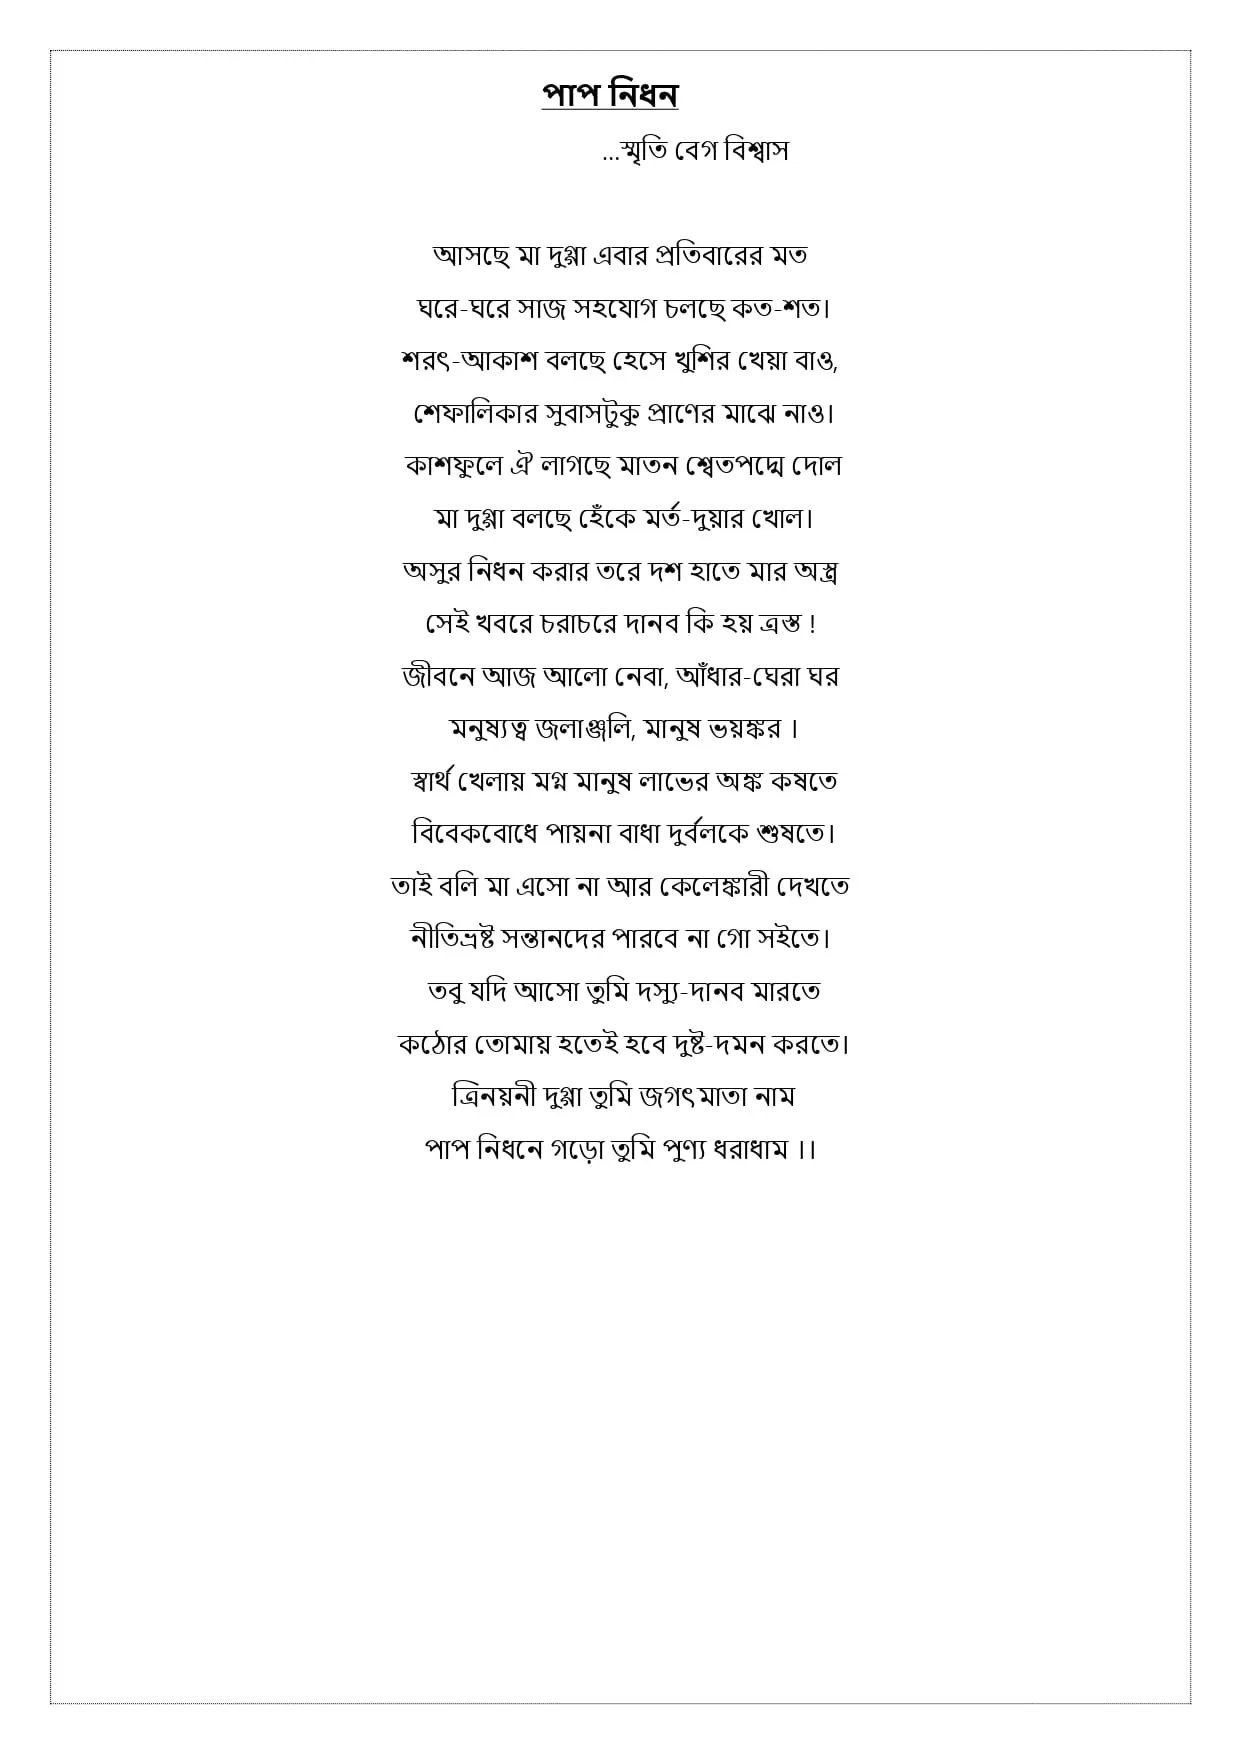 পাপ নিধন
...স্মৃতি বেগ বিশ্বাস
আসছে মা দুগ্গা এবার প্রতিবারের মত
ঘরে-ঘরে সাজ সহযোগ চলছে কত-শত।
শরৎ-আকাশ বলছে হেসে খুশির খেয়া বাও,
শেফালিকার সুবাসটুকু প্রাণের মাঝে নাও।
কাশফুলে ঐ লাগছে মাতন শ্বেতপদ্মে দোল
মা দুগ্গা বলছে হেঁকে মর্ত-দুয়ার খোল।
অসুর নিধন করার তরে দশ হাতে মার অস্ত্র
সেই খবরে চরাচরে দানব কি হয় ত্রস্ত !
জীবনে আজ আলো নেবা, আঁধার-ঘেরা ঘর
মনুষ্যত্ব জলাঞ্জলি, মানুষ ভয়ঙ্কর ।
স্বার্থ খেলায় মগ্ন মানুষ লাভের অঙ্ক কষতে
বিবেকবোধে পায়না বাধা দুর্বলকে শুষতে।
তাই বলি মা এসো না আর কেলেঙ্কারী দেখতে
নীতিভ্রষ্ট সন্তানদের পারবে না গো সইতে।
তবু যদি আসো তুমি দস্যু-দানব মারতে
কঠোর তোমায় হতেই হবে দুষ্ট-দমন করতে।
ত্রিনয়নী দুগ্গা তুমি জগৎমাতা নাম
পাপ নিধনে গড়ো তুমি পুণ্য ধরাধাম ।।